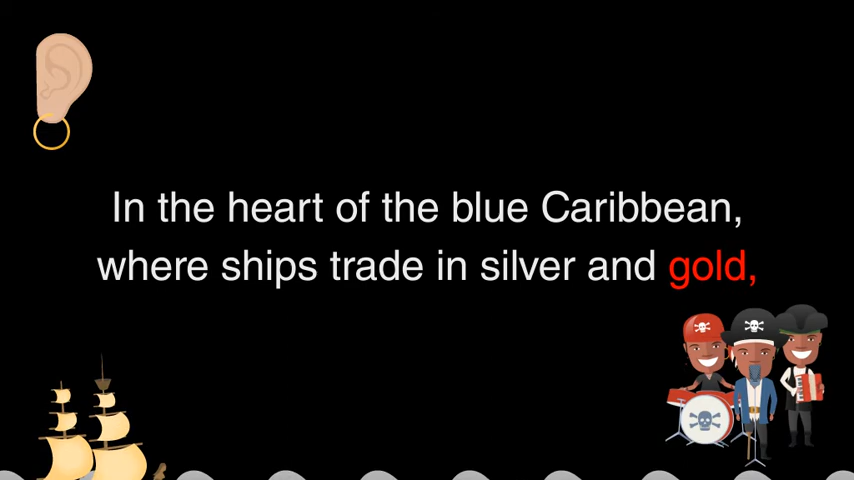 In the heart of the blue Caribbean,
where ships trade in silver and gold,